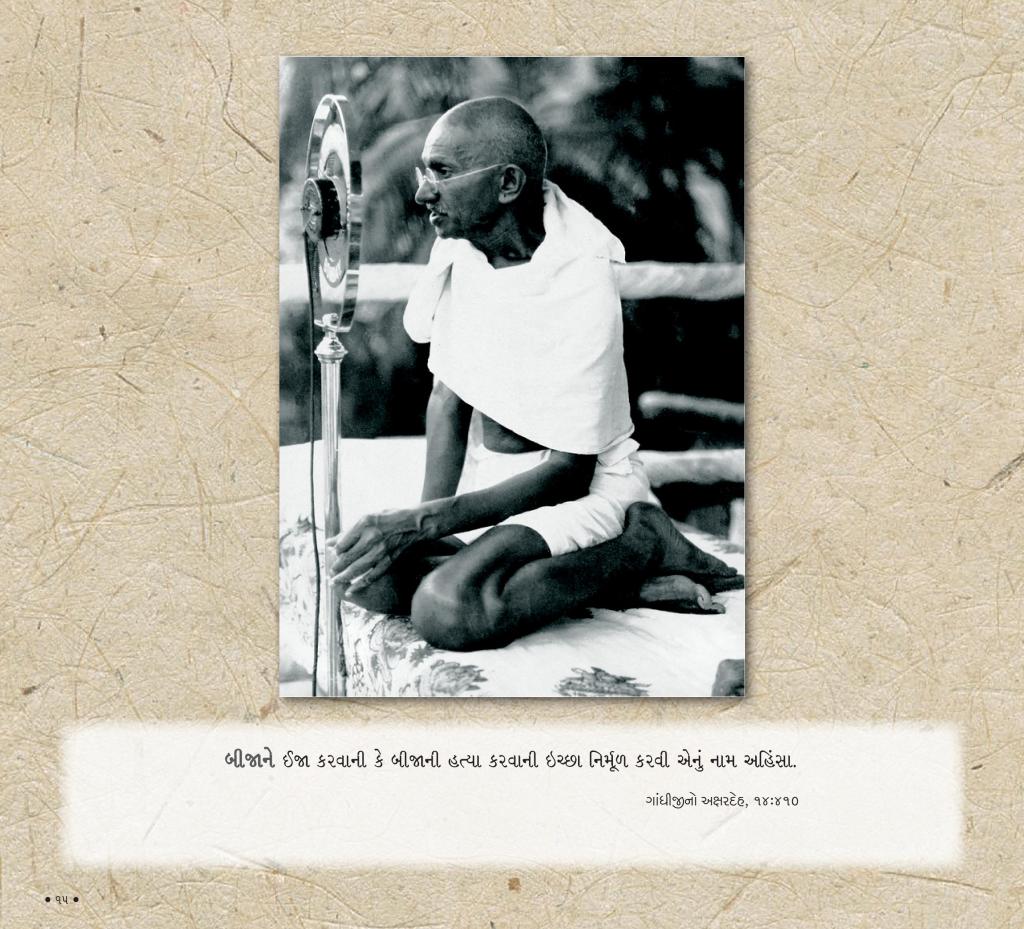 બીજાને ઈજા કરવાની કે બીજાની હત્યા કરવાની ઇચ્છા નિર્મૂળ કરવી એનું નામ અહિંસા.
ગાંધીજીનો અક્ષરદેહ, ૧૪:૪૧૦
• ૧૫ •